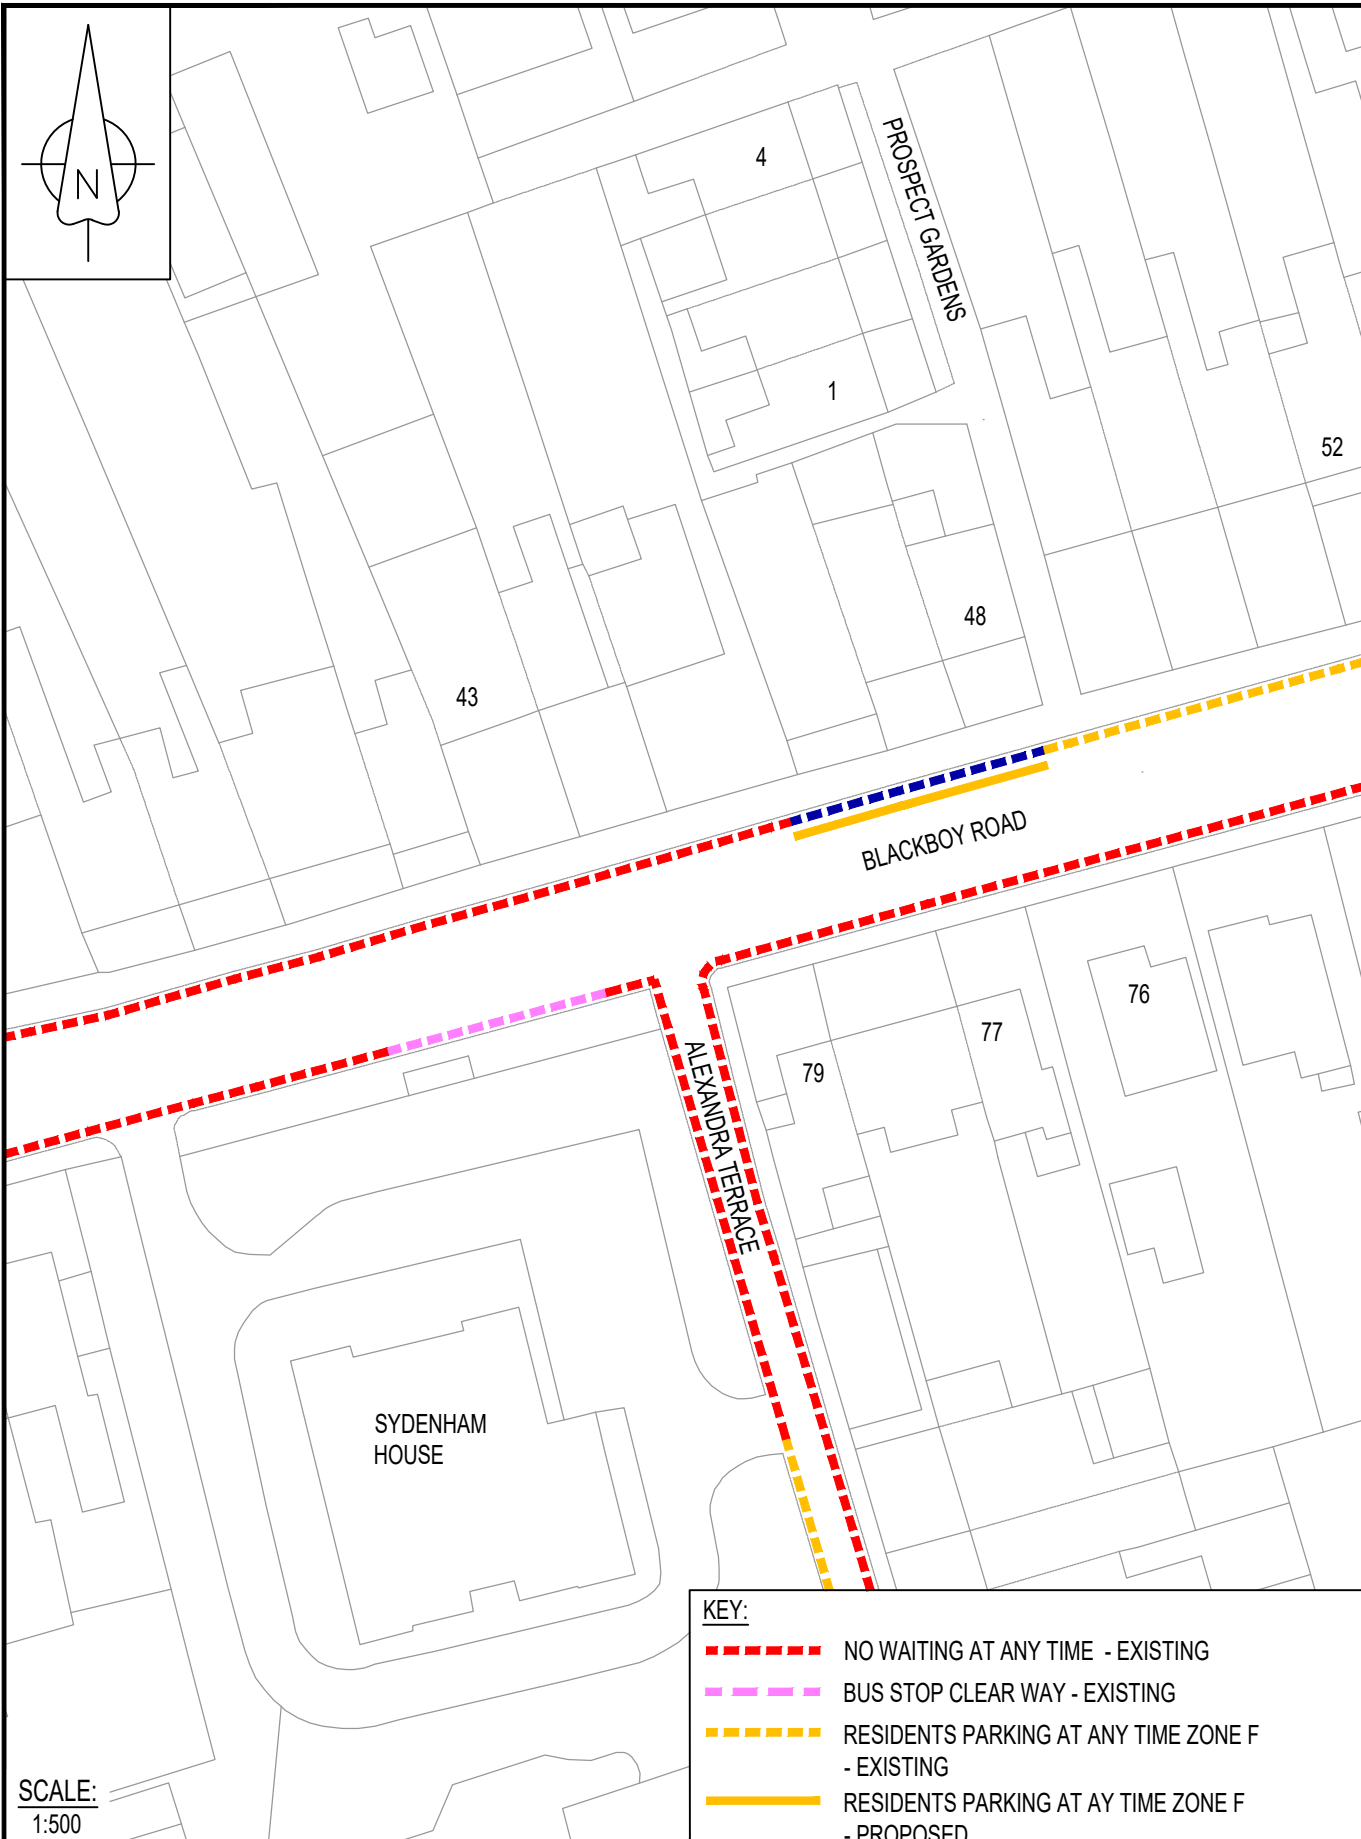 N
4
PROSPECT GARDENS
1
52
48
43
BLACKBOY ROAD
76
77
79
ALEXANDRA TERRACE
SYDENHAM
HOUSE
KEY:
NO WAITING AT ANY TIME - EXISTING
BUS STOP CLEAR WAY - EXISTING
RESIDENTS PARKING AT ANY TIME ZONE F
- EXISTING
RESIDENTS PARKING AT AY TIME ZONE F
- PROPOSED
SCALE:
1:500